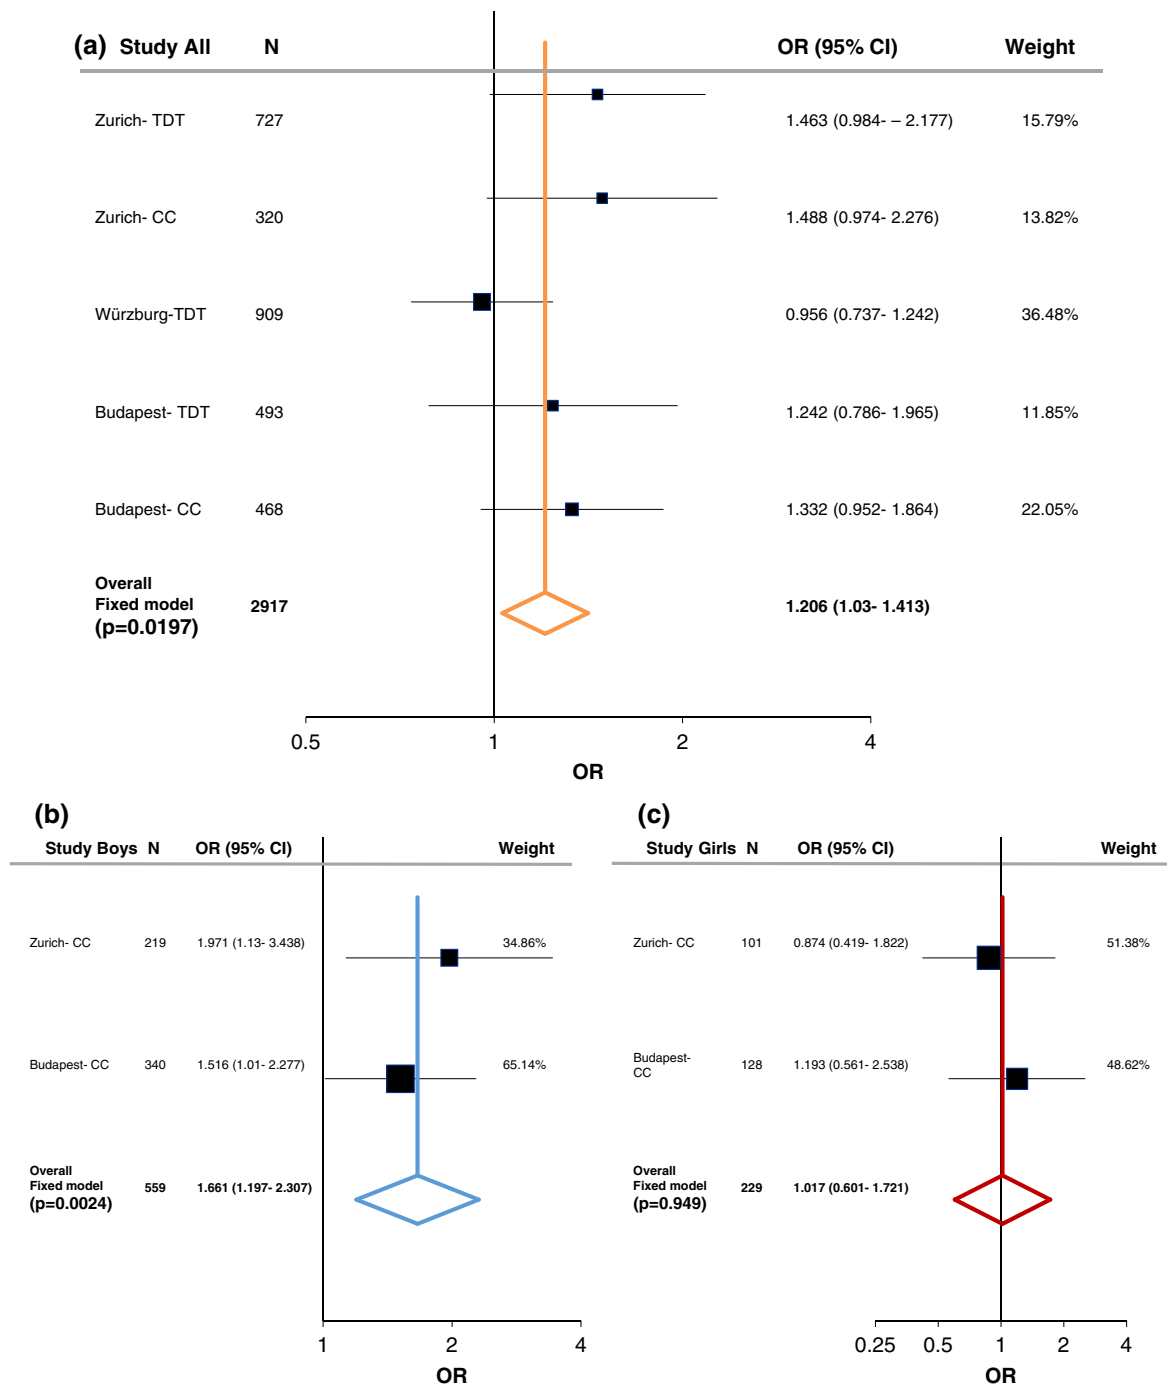 (a) Study All N OR (95% CI) Weight
Zurich- TDT 727 1.463 (0.984- – 2.177) 15.79%
Zurich- CC 320 1.488 (0.974- 2.276) 13.82%
Würzburg-TDT 909 0.956 (0.737- 1.242) 36.48%
Budapest- TDT 493 1.242 (0.786- 1.965) 11.85%
Budapest- CC 468 1.332 (0.952- 1.864) 22.05%
Overall
Fixed model 2917 1.206 (1.03- 1.413)
(p=0.0197)
0.5 1 2 4
OR
(b)
Study Boys N OR (95% CI) Weight
Zurich- CC 219 1.971 (1.13- 3.438) 34.86%
Budapest- CC 340 1.516 (1.01- 2.277) 65.14%
Overall
Fixed model 559 1.661 (1.197- 2.307)
(p=0.0024)
1 2 4
OR
(c)
Study Girls N OR (95% CI) Weight
Zurich- CC 101 0.874 (0.419- 1.822) 51.38%
Budapest-
CC 128 1.193 (0.561- 2.538) 48.62%
Overall
Fixed model 229 1.017 (0.601- 1.721)
(p=0.949)
0.25 0.5 1 2 4
OR